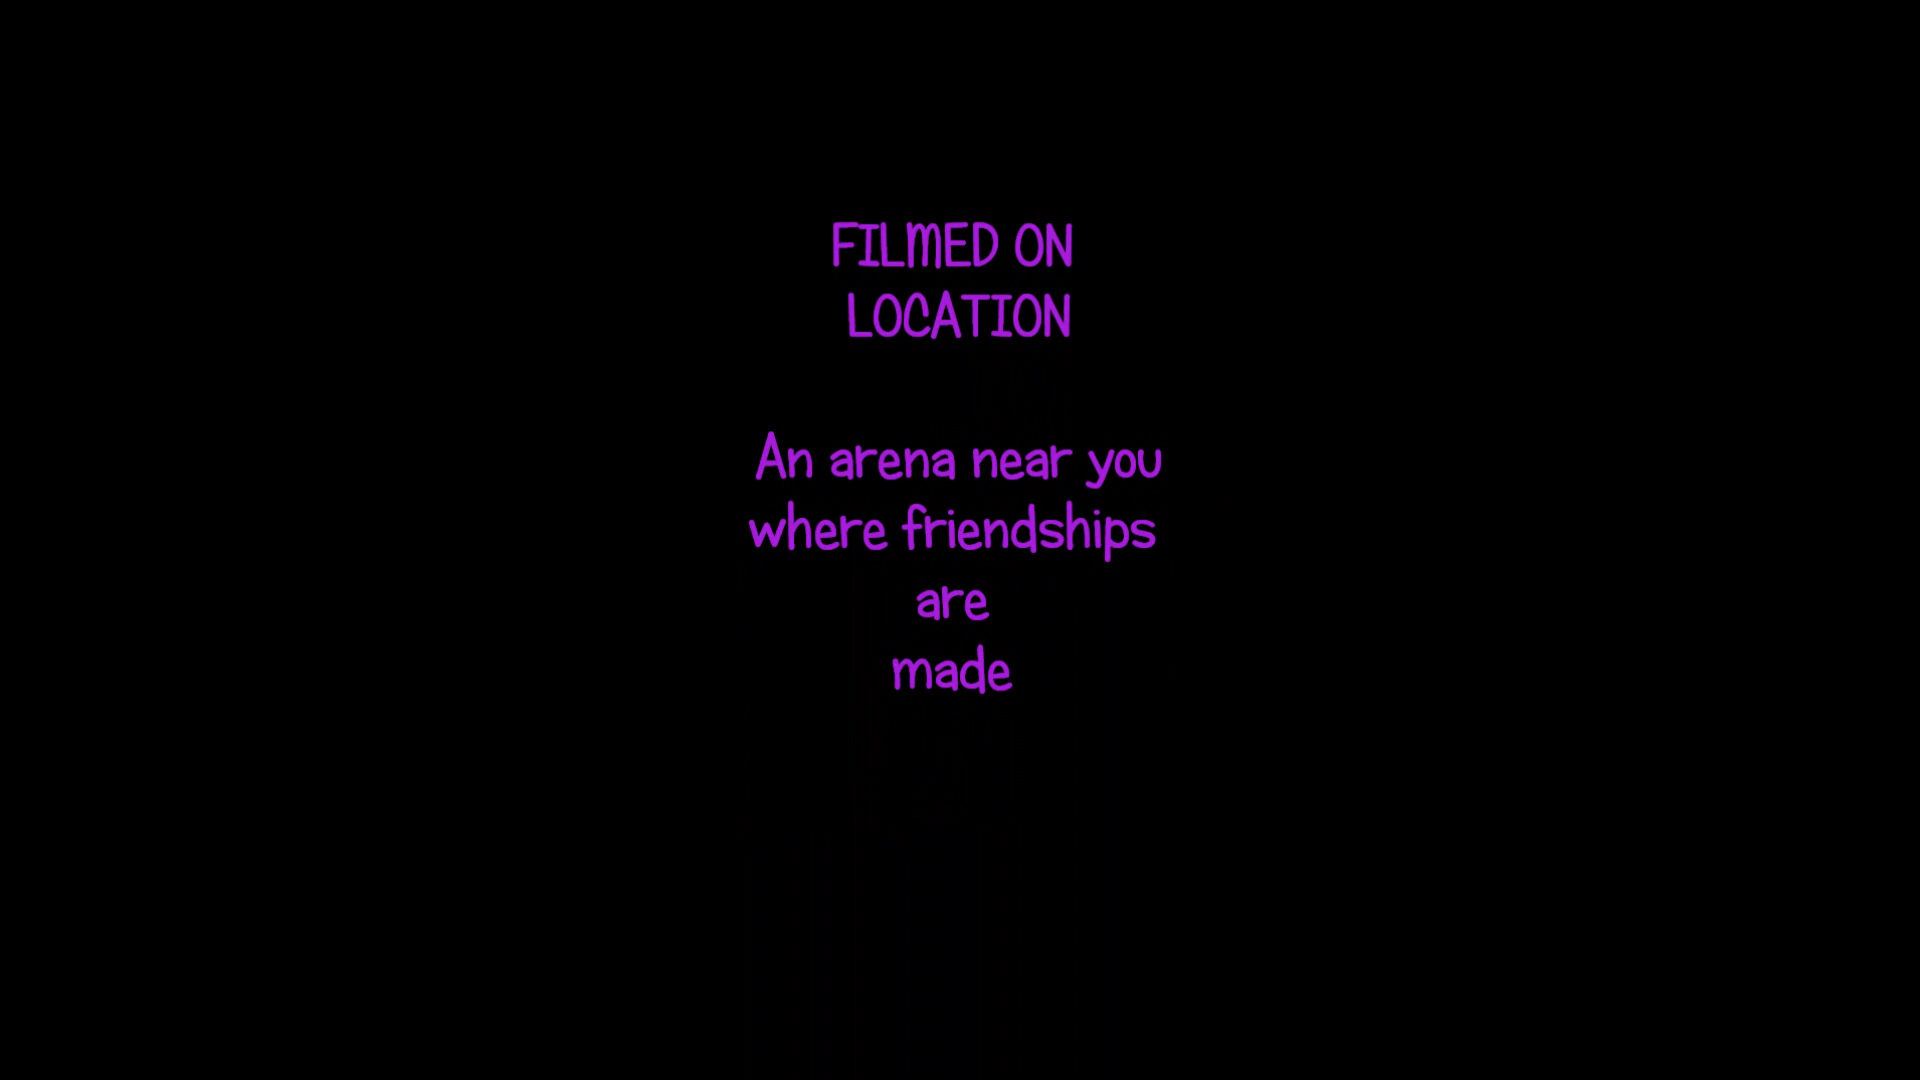 FILMED ON
LOCATION
An arena near you
where friendships
are
made